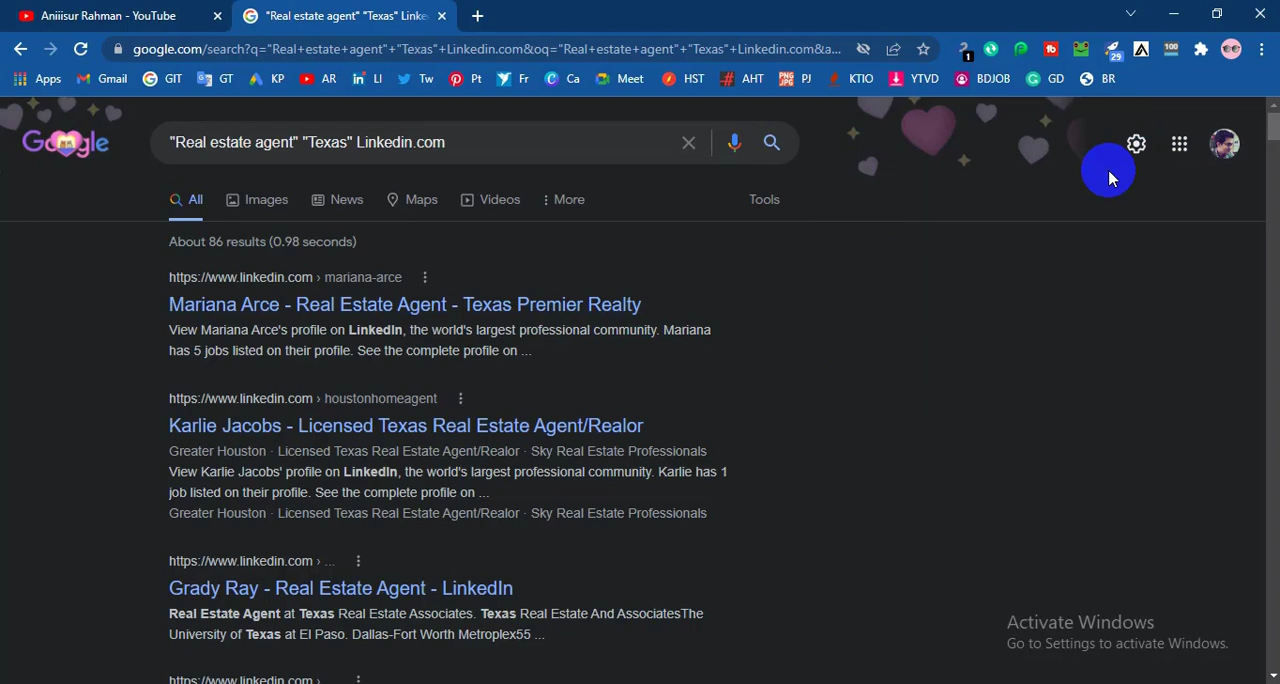 Aniiisur Rahman - YouTube
"Real estate agent" "Texas" Linke
google.com/search?q="Real+estate+agent"+"Texas"+Linkedin.com&oq="Real+estate+agent"+"Texas"+Linkedin.com&a...
1
29
100
Apps Gmail GIT GT KP AR LI Tw Pt Fr Ca Meet HST AHT PJ KTIO YTVD BDJOB GD BR
Google
"Real estate agent" "Texas" Linkedin.com
All Images News Maps Videos More Tools
About 86 results (0.98 seconds)
https://www.linkedin.com › mariana-arce
Mariana Arce - Real Estate Agent - Texas Premier Realty
View Mariana Arce's profile on LinkedIn, the world's largest professional community. Mariana
has 5 jobs listed on their profile. See the complete profile on ...
https://www.linkedin.com › houstonhomeagent
Karlie Jacobs - Licensed Texas Real Estate Agent/Realor
Greater Houston · Licensed Texas Real Estate Agent/Realor · Sky Real Estate Professionals
View Karlie Jacobs' profile on LinkedIn, the world's largest professional community. Karlie has 1
job listed on their profile. See the complete profile on ...
Greater Houston · Licensed Texas Real Estate Agent/Realor · Sky Real Estate Professionals
https://www.linkedin.com › ...
Grady Ray - Real Estate Agent - LinkedIn
Real Estate Agent at Texas Real Estate Associates. Texas Real Estate And AssociatesThe
University of Texas at El Paso. Dallas-Fort Worth Metroplex55 ...
https://www.linkedin.com ›
Activate Windows
Go to Settings to activate Windows.